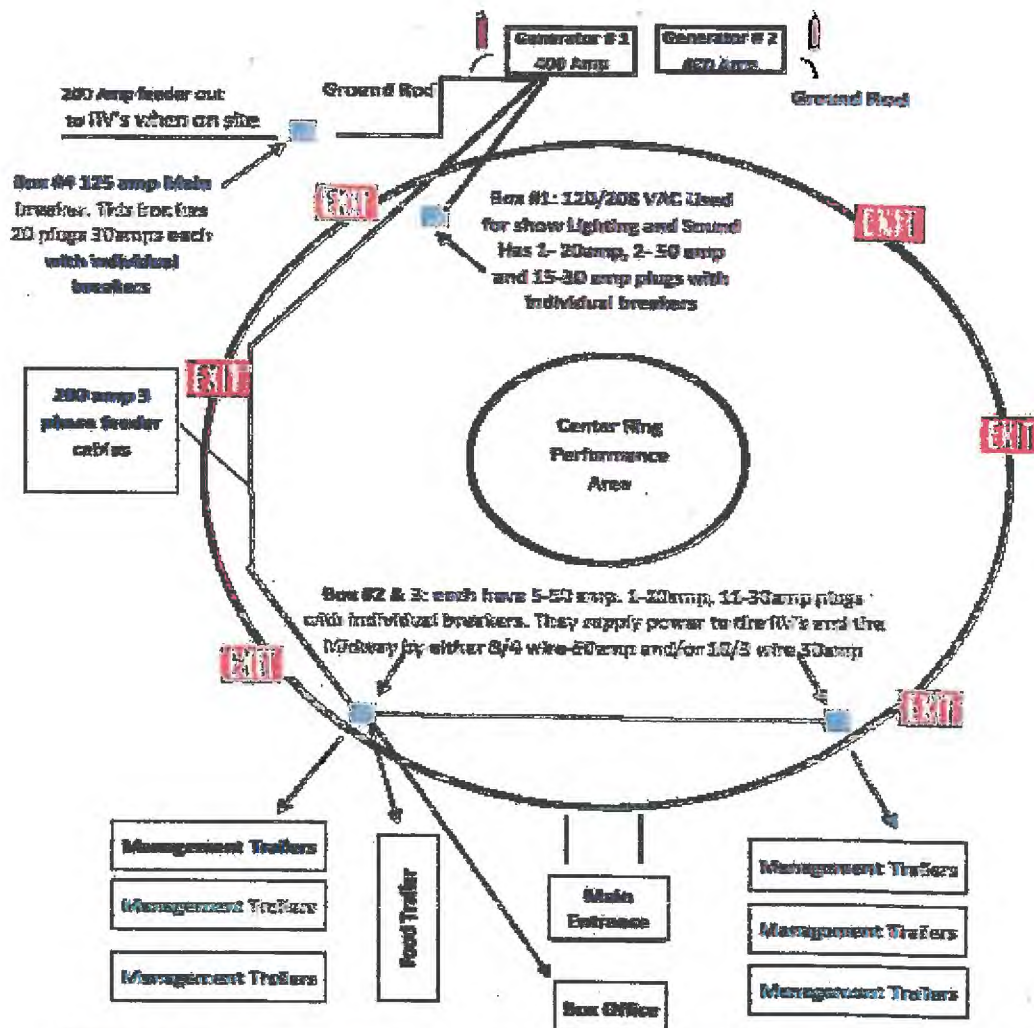 Generator # 1
400 Amp
Generator # 2
400 Amp
Ground Rod
Ground Rod
200 Amp feeder out
to RV's when on site
Box #4 125 amp Main
breaker. This box has
20 plugs 30amps each
with individual
breakers
EXIT
Box #1: 120/208 VAC Used
for show Lighting and Sound
Has 1- 20amp, 2- 50 amp
and 15-30 amp plugs with
individual breakers
EXIT
EXIT
200 amp 3
phase feeder
cables
Center Ring
Performance
Area
EXIT
Box #2 & 3: each have 5-50 amp. 1-20amp, 11-30amp plugs
with individual breakers. They supply power to the RV's and the
Midway by either wire and/or 10/3 wire 30amp
EXIT
EXIT
Management Trailers
Management Trailers
Management Trailers
Food Trailer
Main
Entrance
Box Office
Management Trailers
Management Trailers
Management Trailers